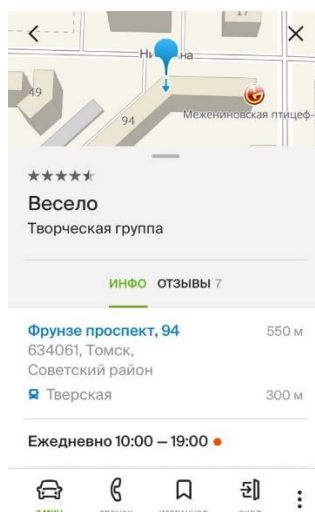 17
49
94
Межениновская птицеф-
Весело
Творческая группа
ИНФО ОТЗЫВЫ 7
Фрунзе проспект, 94 550 м
634061, Томск,
Советский район
Тверская 300 м
Ежедневно 10:00 – 19:00